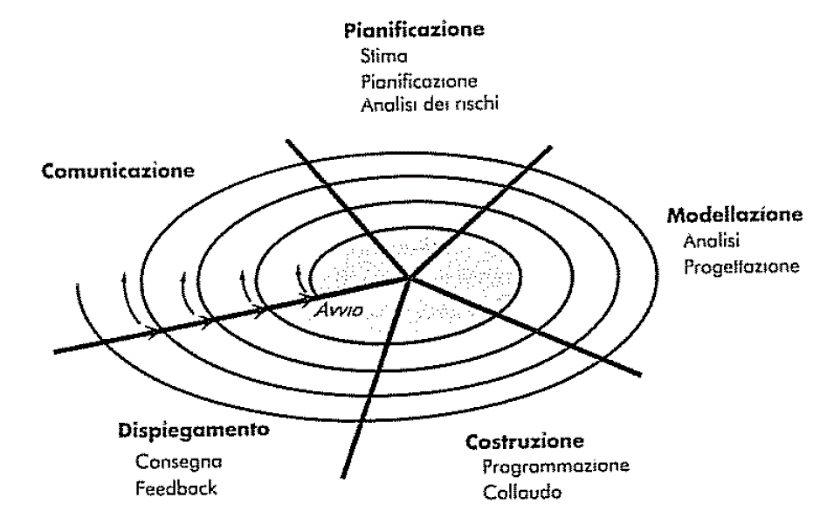 Pianificazione
Stima
Pianificazione
Analisi dei rischi
Comunicazione
Modellazione
Analisi
Progettazione
Avvio
Dispiegamento
Consegna
Feedback
Costruzione
Programmazione
Collaudo